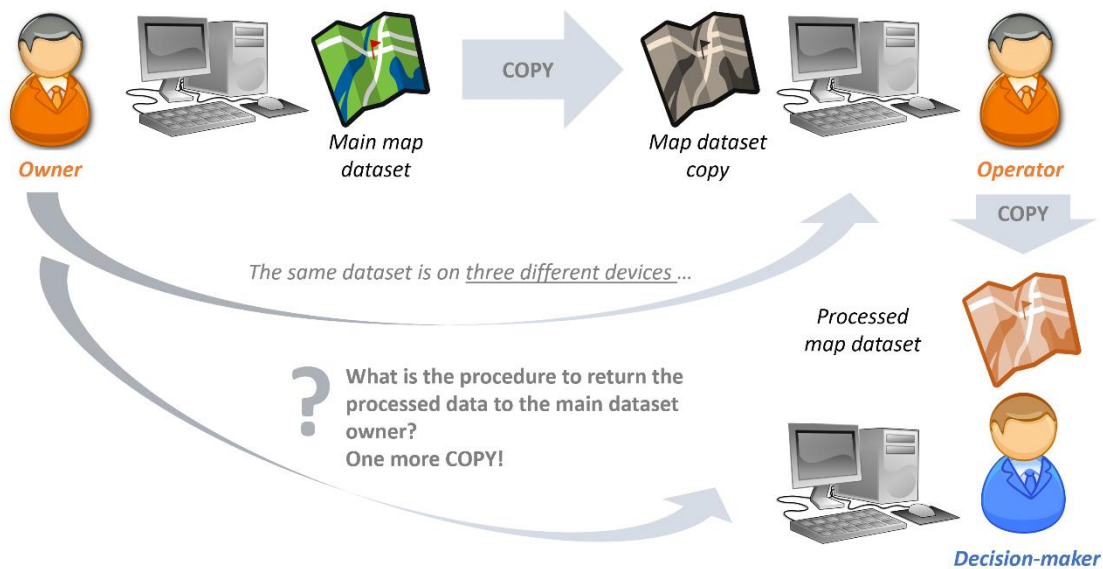 COPY
Main map
dataset
Map dataset
copy
Owner
Operator
COPY
The same dataset is on three different devices ...
Processed
map dataset
?
What is the procedure to return the
processed data to the main dataset
owner?
One more COPY!
Decision-maker